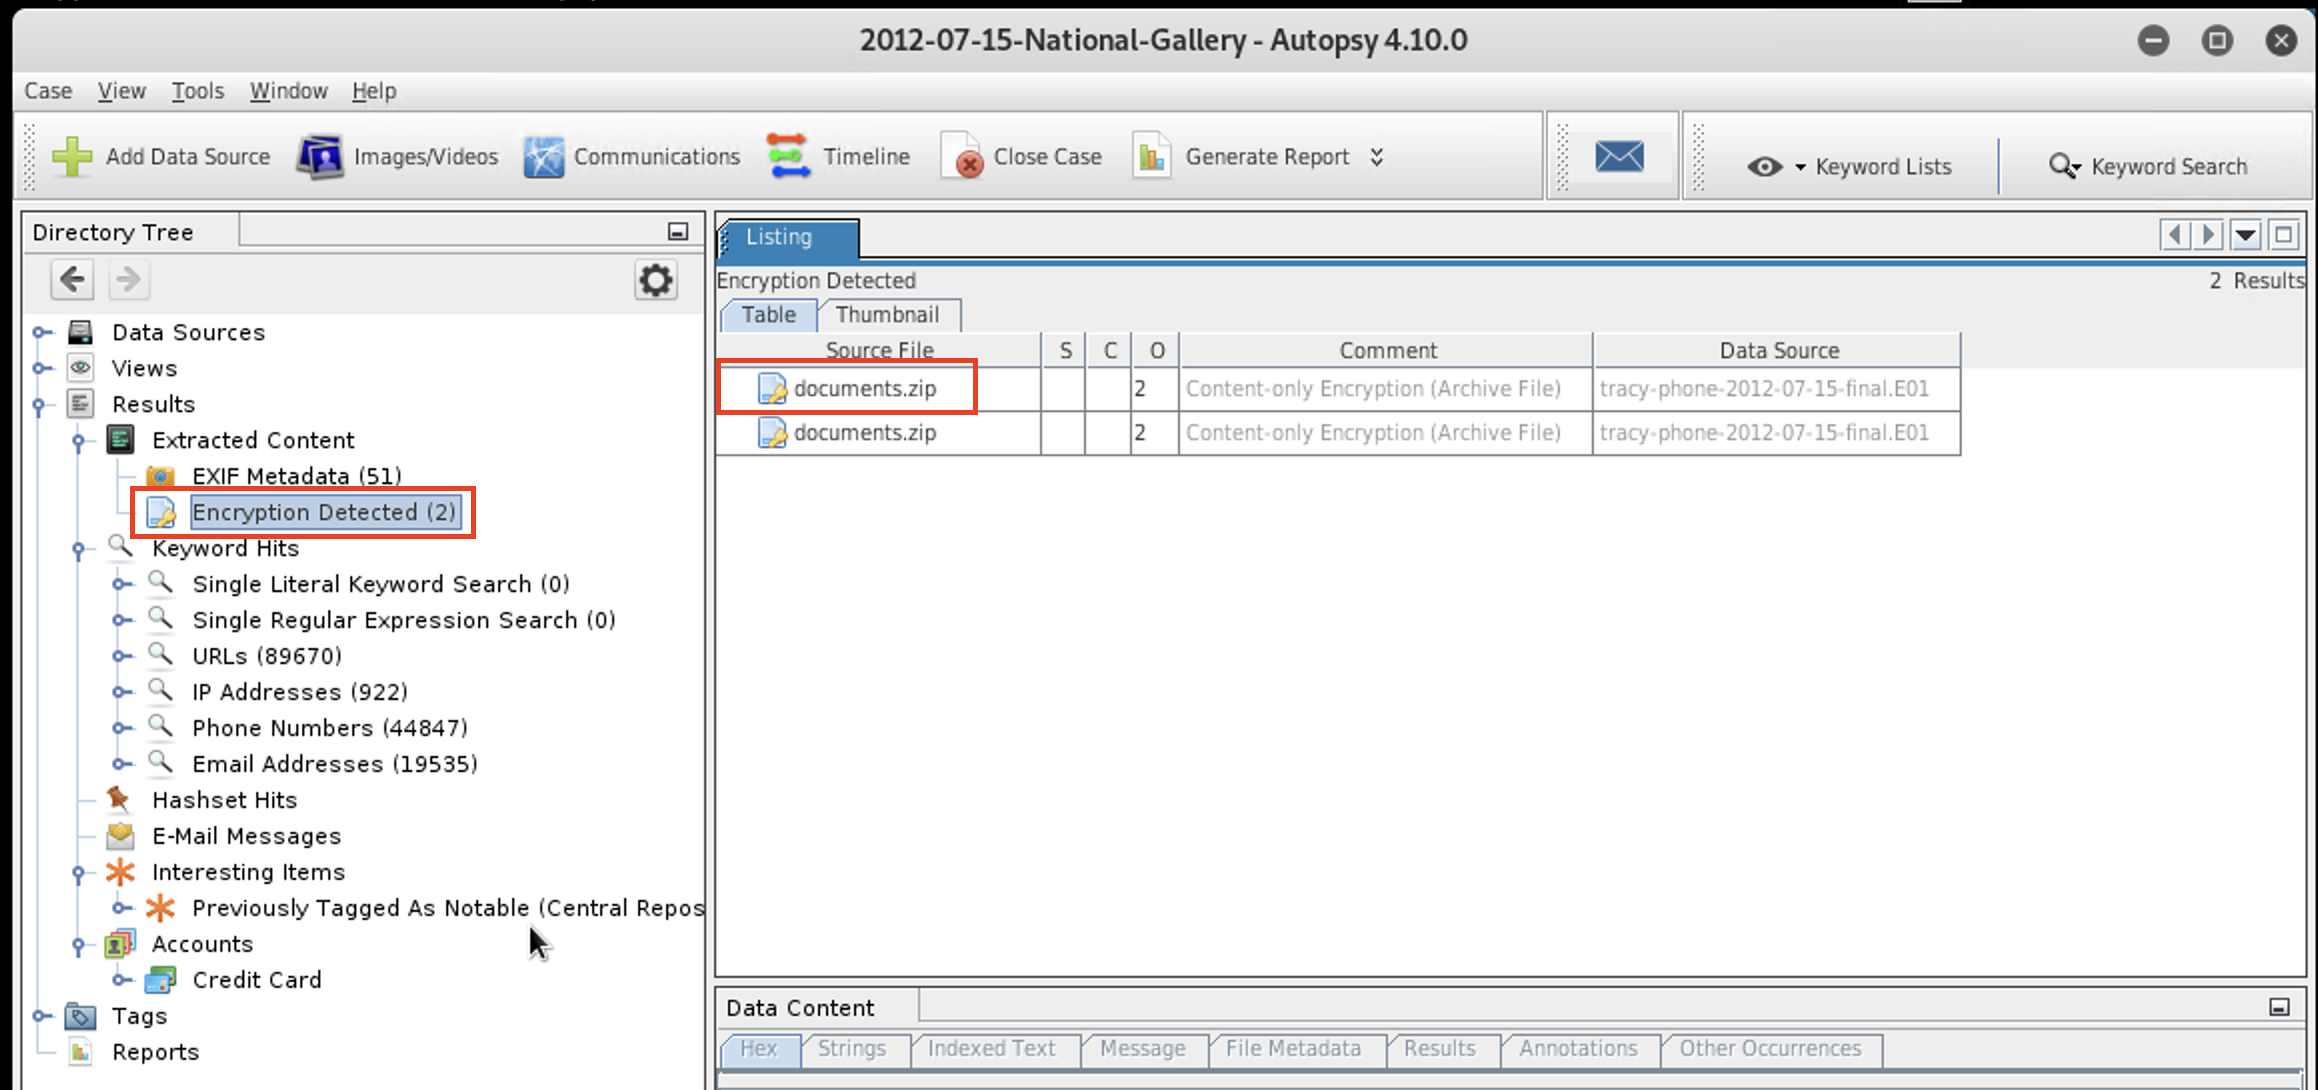 2012-07-15-National-Gallery - Autopsy 4.10.0
Case View Tools Window Help
Add Data Source Images/Videos Communications Timeline Close Case Generate Report Keyword Lists Keyword Search
Directory Tree
Data Sources
Views
Results
Extracted Content
EXIF Metadata (51)
Encryption Detected (2)
Keyword Hits
Single Literal Keyword Search (0)
Single Regular Expression Search (0)
URLs (89670)
IP Addresses (922)
Phone Numbers (44847)
Email Addresses (19535)
Hashset Hits
E-Mail Messages
Interesting Items
Previously Tagged As Notable (Central Repos
Accounts
Credit Card
Tags
Reports
Listing
Encryption Detected 2 Results
Table Thumbnail
Source File S C O Comment Data Source
documents.zip 2 Content-only Encryption (Archive File) tracy-phone-2012-07-15-final.E01
documents.zip 2 Content-only Encryption (Archive File) tracy-phone-2012-07-15-final.E01
Data Content
Hex Strings Indexed Text Message File Metadata Results Annotations Other Occurrences